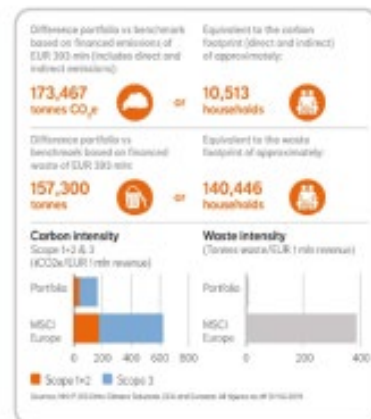 Difference portfolio vs benchmark
based on financed emissions of
EUR 393 mln (includes direct and
indirect emissions):
173,467
tonnes CO₂e
or
Equivalent to the carbon
footprint (direct and indirect)
of approximately:
10,513
households
Difference portfolio vs
benchmark based on financed
waste of EUR 393 mln:
157,300
tonnes
or
Equivalent to the waste
footprint of approximately:
140,446
households
Carbon intensity
Scope 1+2 & 3
(tCO2e/EUR 1 mln revenue)
Portfolio
MSCI
Europe
0 200 400 600 800
Scope 1+2 Scope 3
Waste intensity
(Tonnes waste/EUR 1 mln revenue)
Portfolio
MSCI
Europe
0 200 400